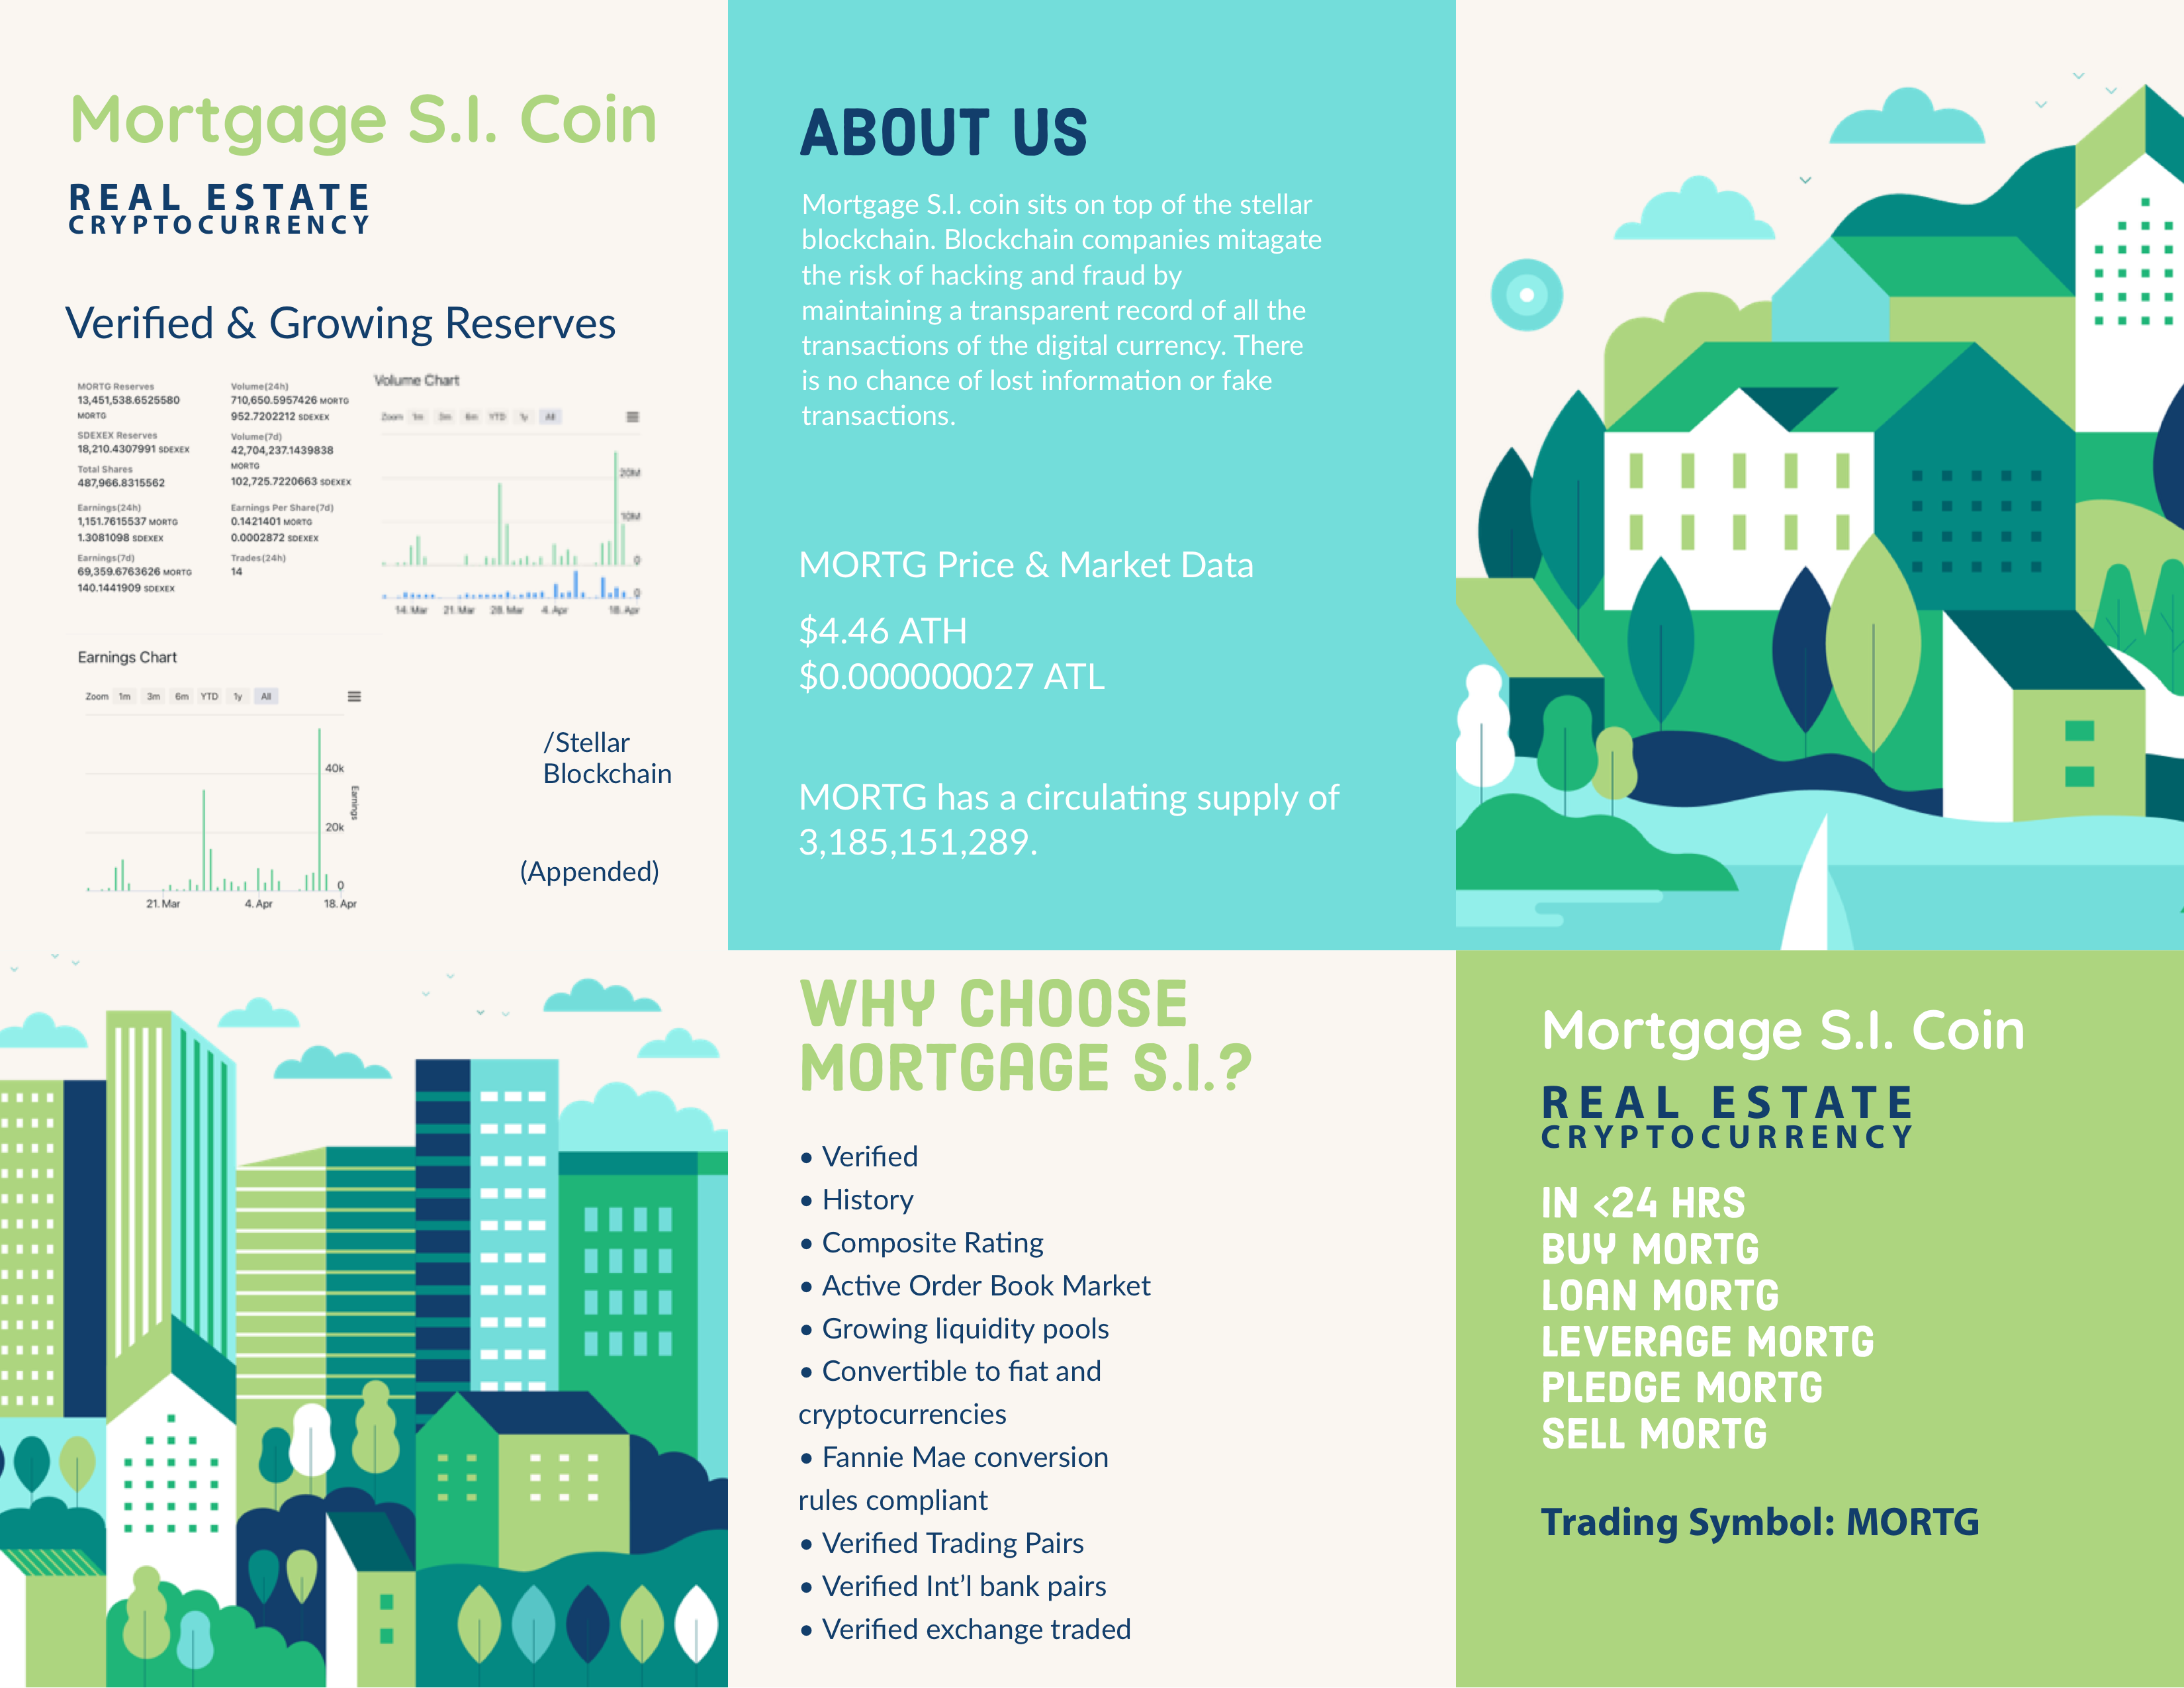 Mortgage S.I. Coin
REAL ESTATE
CRYPTOCURRENCY
Verified & Growing Reserves
MORTG Reserves
13,451,538.6525580
MORTG
SDEXEX Reserves
18,210.4307991 SDEXEX
Total Shares
487,966.8315562
Earnings(24h)
1,151.7615537 MORTG
1.3081098 SDEXEX
Earnings(7d)
69,359.6763626 MORTG
140.1441909 SDEXEX
Volume(24h)
710,650.5957426 MORTG
952.7202212 SDEXEX
Volume(7d)
42,704,237.1439838
MORTG
102,725.7220663 SDEXEX
Earnings Per Share(7d)
0.1421401 MORTG
0.0002872 SDEXEX
Trades(24h)
14
Volume Chart
Zoom 1m 3m 6m YTD 1y All
20M
10M
0
0
14. Mar 21. Mar 28. Mar 4. Apr 18. Apr
Earnings Chart
Zoom 1m 3m 6m YTD 1y All
40k
20k
0
Earnings
21. Mar 4. Apr 18. Apr
/Stellar
Blockchain
(Appended)
ABOUT US
Mortgage S.I. coin sits on top of the stellar
blockchain. Blockchain companies mitagate
the risk of hacking and fraud by
maintaining a transparent record of all the
transactions of the digital currency. There
is no chance of lost information or fake
transactions.
MORTG Price & Market Data
$4.46 ATH
$0.000000027 ATL
MORTG has a circulating supply of
3,185,151,289.
WHY CHOOSE
MORTGAGE S.I.?
• Verified
• History
• Composite Rating
• Active Order Book Market
• Growing liquidity pools
• Convertible to fiat and
cryptocurrencies
• Fannie Mae conversion
rules compliant
• Verified Trading Pairs
• Verified Int'l bank pairs
• Verified exchange traded
Mortgage S.I. Coin
REAL ESTATE
CRYPTOCURRENCY
IN <24 HRS
BUY MORTG
LOAN MORTG
LEVERAGE MORTG
PLEDGE MORTG
SELL MORTG
Trading Symbol: MORTG